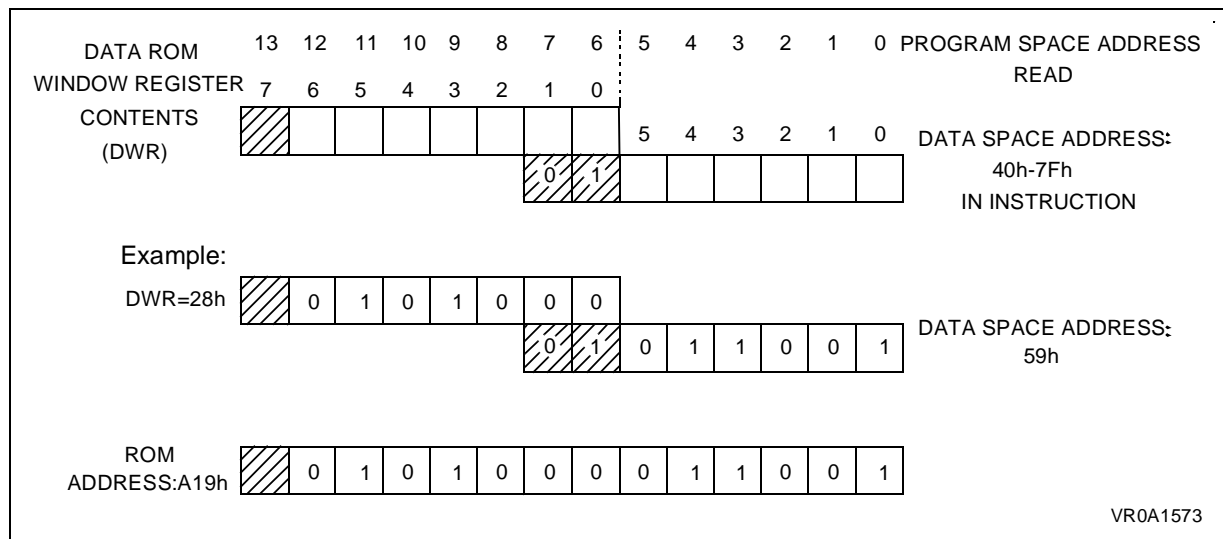 13 12 11 10 9 8 7 6 5 4 3 2 1 0 PROGRAM SPACE ADDRESS
READ
DATA ROM
WINDOW REGISTER
CONTENTS
(DWR)
7 6 5 4 3 2 1 0
5 4 3 2 1 0
DATA SPACE ADDRESS:
40h-7Fh
IN INSTRUCTION
0 1
Example:
DWR=28h
0 1 0 1 0 0 0
0 1 0 1 1 0 0 1
DATA SPACE ADDRESS:
59h
ROM
ADDRESS:A19h
0 1 0 1 0 0 0 0 1 1 0 0 1
VR0A1573